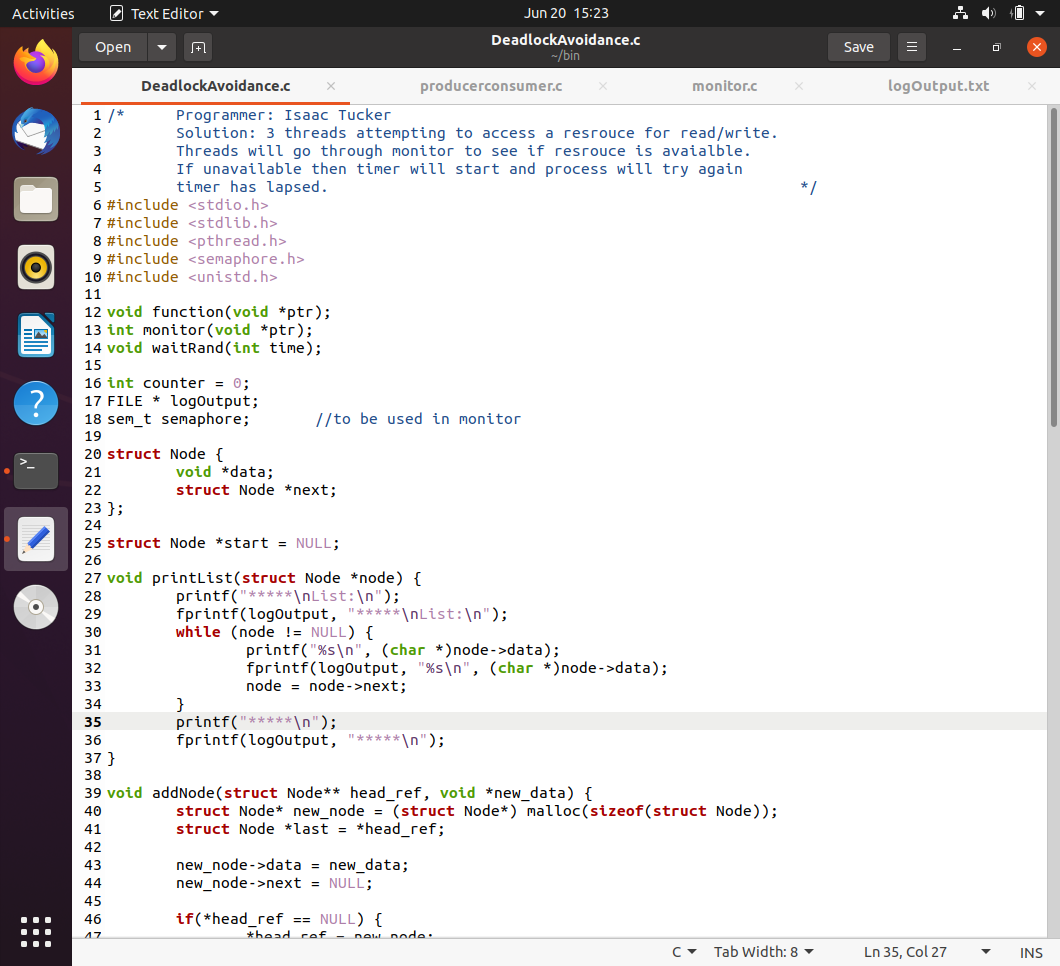 Activities Text Editor Jun 20 15:23
Open DeadlockAvoidance.c Save
~/bin
DeadlockAvoidance.c producerconsumer.c monitor.c logOutput.txt
1 /* Programmer: Isaac Tucker
2 Solution: 3 threads attempting to access a resrouce for read/write.
3 Threads will go through monitor to see if resrouce is avaialble.
4 If unavailable then timer will start and process will try again
5 timer has lapsed. */
6 #include <stdio.h>
7 #include <stdlib.h>
8 #include <pthread.h>
9 #include <semaphore.h>
10 #include <unistd.h>
11
12 void function(void *ptr);
13 int monitor(void *ptr);
14 void waitRand(int time);
15
16 int counter = 0;
17 FILE * logOutput;
18 sem_t semaphore; //to be used in monitor
19
20 struct Node {
21 void *data;
22 struct Node *next;
23 };
24
25 struct Node *start = NULL;
26
27 void printList(struct Node *node) {
28 printf("*****\nList:\n");
29 fprintf(logOutput, "*****\nList:\n");
30 while (node != NULL) {
31 printf("%s\n", (char *)node->data);
32 fprintf(logOutput, "%s\n", (char *)node->data);
33 node = node->next;
34 }
35 printf("*****\n");
36 fprintf(logOutput, "*****\n");
37 }
38
39 void addNode(struct Node** head_ref, void *new_data) {
40 struct Node* new_node = (struct Node*) malloc(sizeof(struct Node));
41 struct Node *last = *head_ref;
42
43 new_node->data = new_data;
44 new_node->next = NULL;
45
46 if(*head_ref == NULL) {
47 *head_ref = new_node;
C Tab Width: 8 Ln 35, Col 27 INS